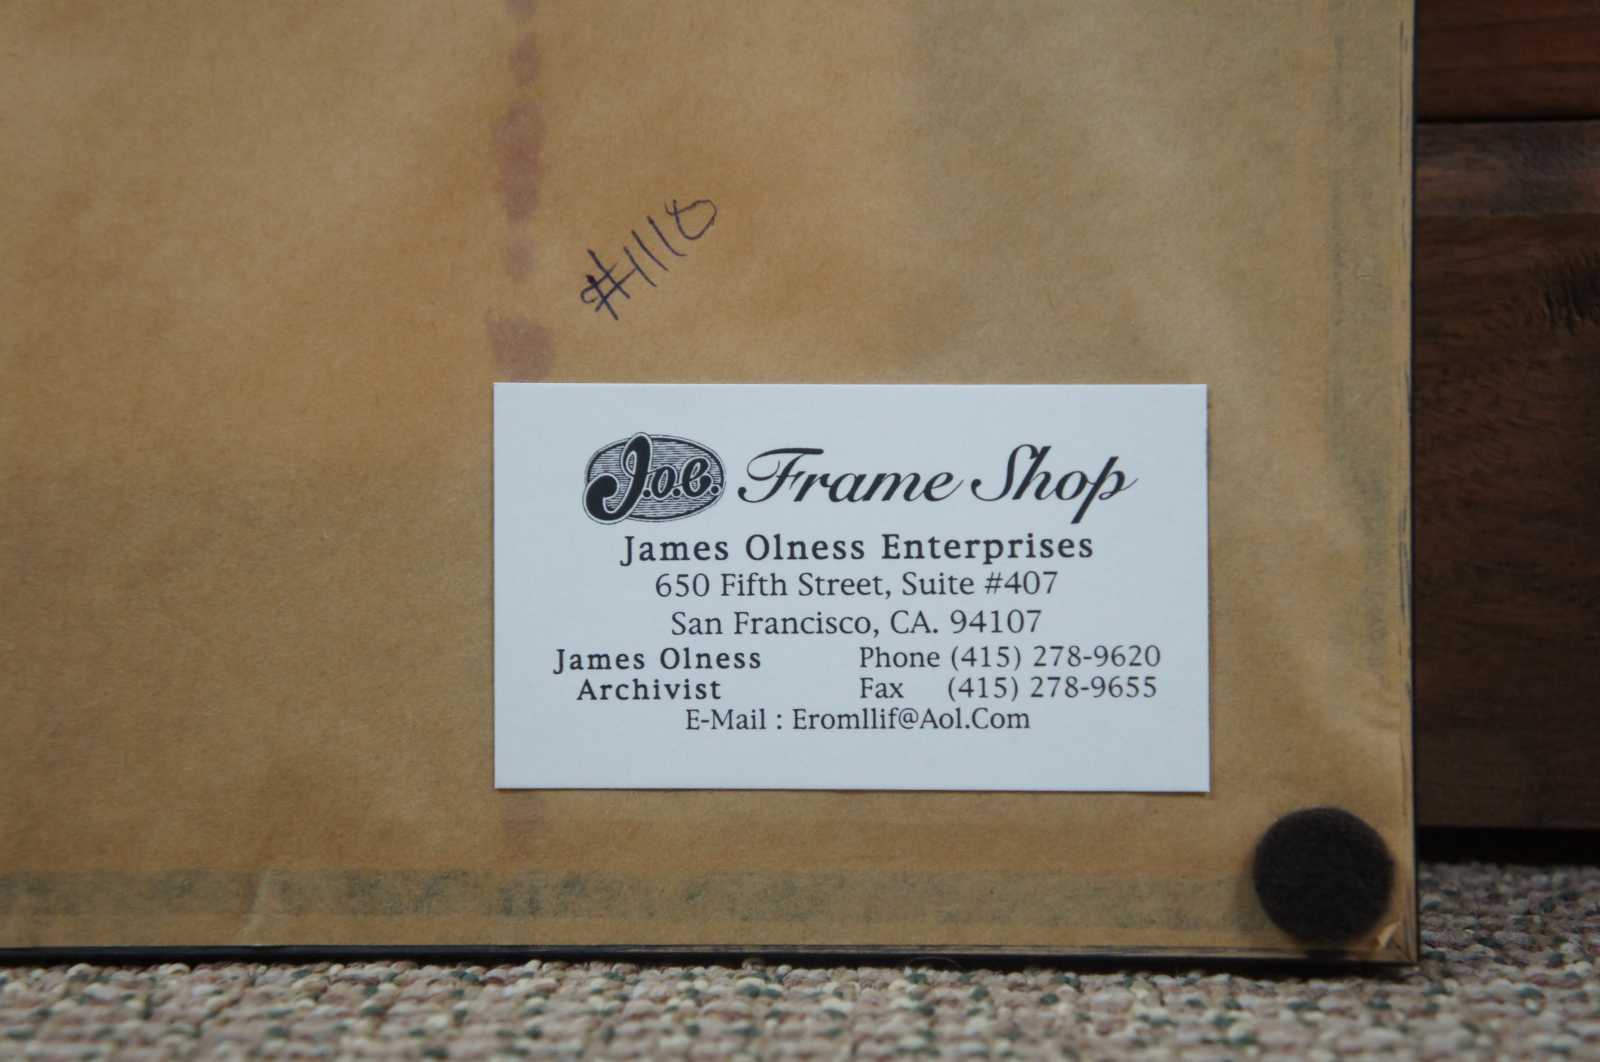 #1118
J.o.e. Frame Shop
James Olness Enterprises
650 Fifth Street, Suite #407
San Francisco, CA. 94107
James Olness Phone (415) 278-9620
Archivist Fax (415) 278-9655
E-Mail : Eromllif@Aol.Com